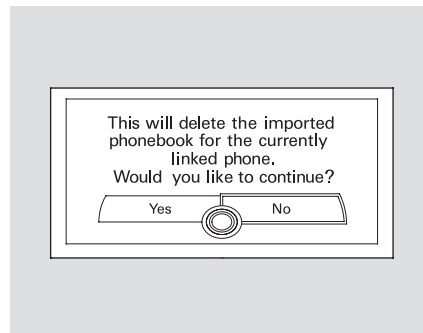 This will delete the imported
phonebook for the currently
linked phone.
Would you like to continue?
Yes
No